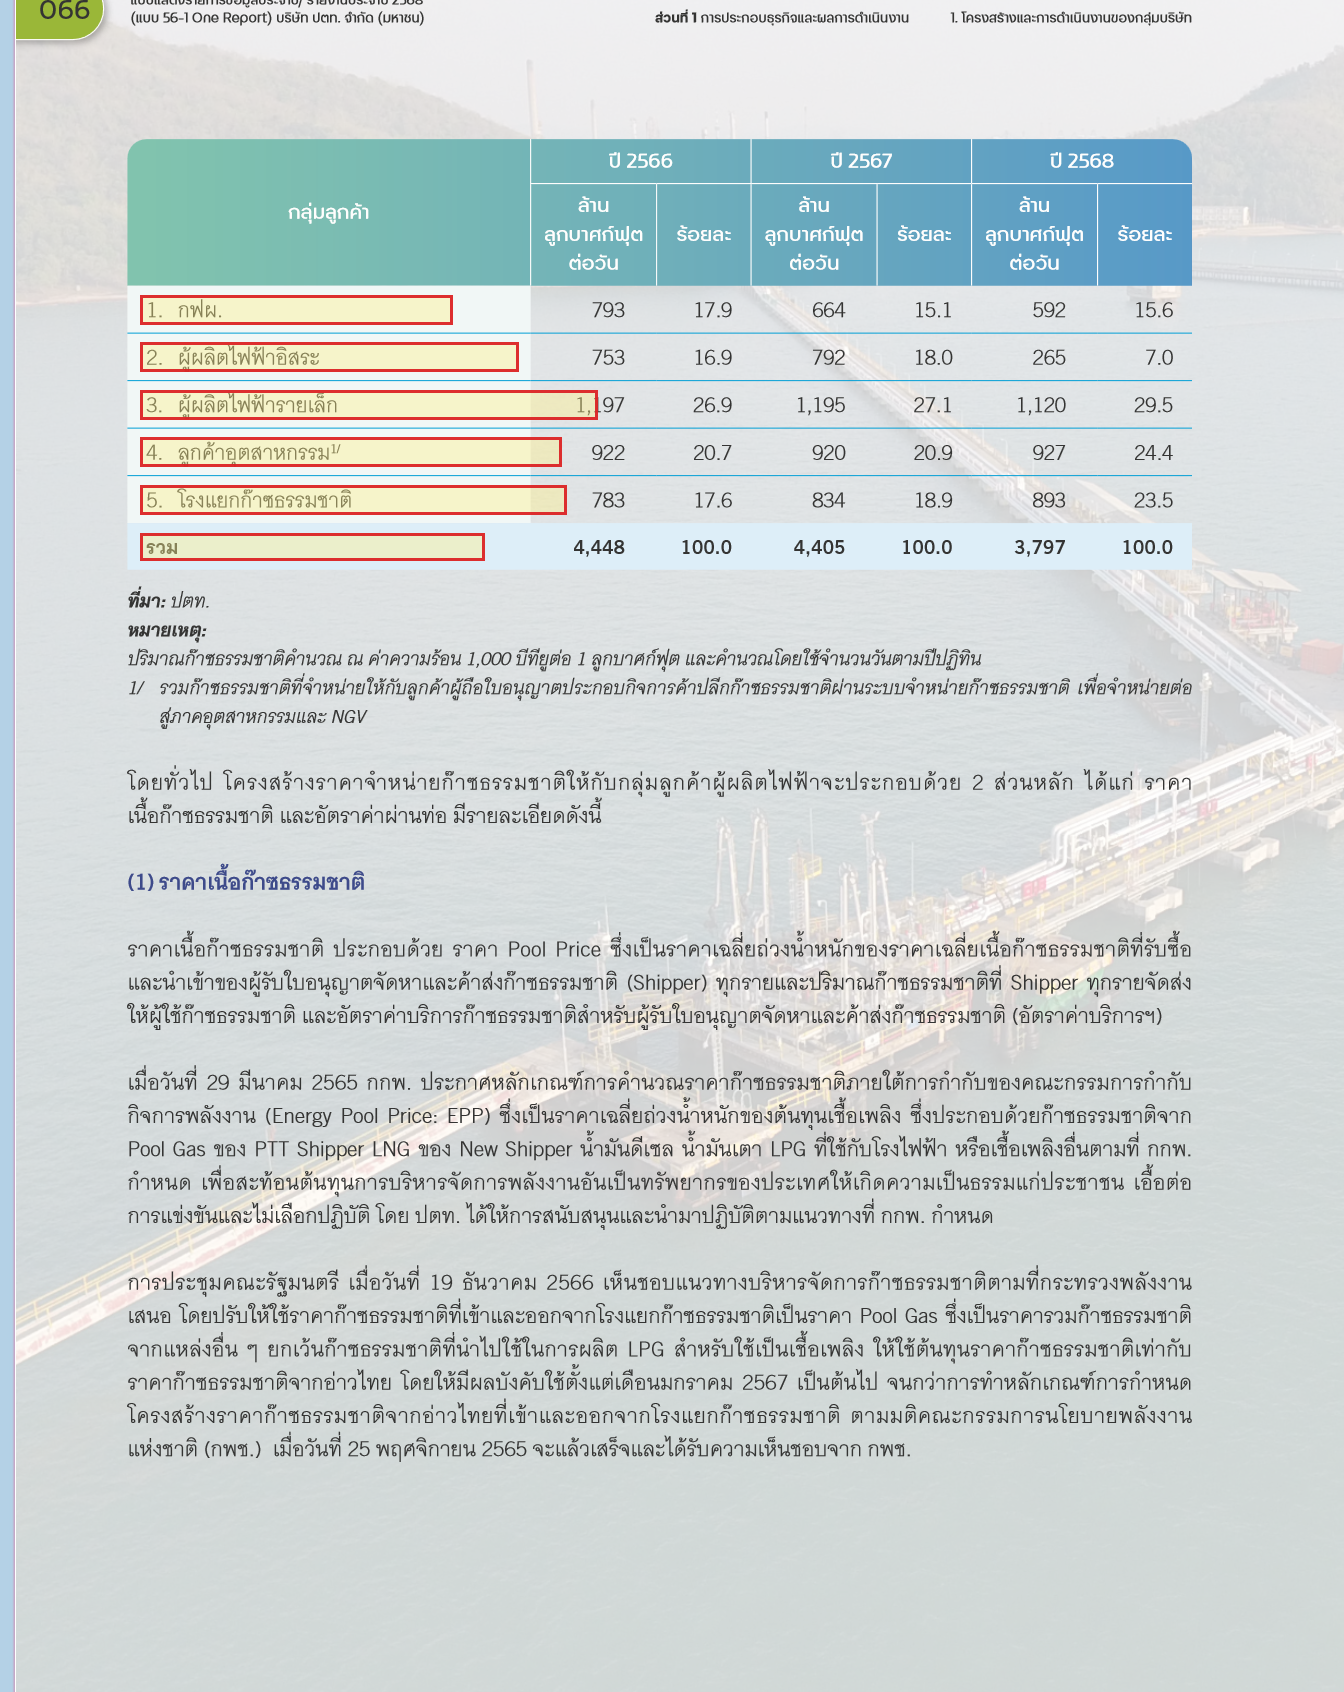 066
แบบแสดงรายการข้อมูลประจำปี/ รายงานประจำปี 2568
(แบบ 56-1 One Report) บริษัท ปตท. จำกัด (มหาชน)
ส่วนที่ 1 การประกอบธุรกิจและผลการดำเนินงาน 1. โครงสร้างและการดำเนินงานของกลุ่มบริษัท
กลุ่มลูกค้า ปี 2566 ปี 2567 ปี 2568
ล้าน ล้าน ล้าน
ลูกบาศก์ฟุต ร้อยละ ลูกบาศก์ฟุต ร้อยละ ลูกบาศก์ฟุต ร้อยละ
ต่อวัน ต่อวัน ต่อวัน
1. กฟผ. 793 17.9 664 15.1 592 15.6
2. ผู้ผลิตไฟฟ้าอิสระ 753 16.9 792 18.0 265 7.0
3. ผู้ผลิตไฟฟ้ารายเล็ก 1,197 26.9 1,195 27.1 1,120 29.5
4. ลูกค้าอุตสาหกรรม1/ 922 20.7 920 20.9 927 24.4
5. โรงแยกก๊าซธรรมชาติ 783 17.6 834 18.9 893 23.5
รวม 4,448 100.0 4,405 100.0 3,797 100.0
ที่มา: ปตท.
หมายเหตุ:
ปริมาณก๊าซธรรมชาติคำนวณ ณ ค่าความร้อน 1,000 บีทียูต่อ 1 ลูกบาศก์ฟุต และคำนวณโดยใช้จำนวนวันตามปีปฏิทิน
1/ รวมก๊าซธรรมชาติที่จำหน่ายให้กับลูกค้าผู้ถือใบอนุญาตประกอบกิจการค้าปลีกก๊าซธรรมชาติผ่านระบบจำหน่ายก๊าซธรรมชาติ เพื่อจำหน่ายต่อ
สู่ภาคอุตสาหกรรมและ NGV
โดยทั่วไป โครงสร้างราคาจำหน่ายก๊าซธรรมชาติให้กับกลุ่มลูกค้าผู้ผลิตไฟฟ้าจะประกอบด้วย 2 ส่วนหลัก ได้แก่ ราคา
เนื้อก๊าซธรรมชาติ และอัตราค่าผ่านท่อ มีรายละเอียดดังนี้
(1) ราคาเนื้อก๊าซธรรมชาติ
ราคาเนื้อก๊าซธรรมชาติ ประกอบด้วย ราคา Pool Price ซึ่งเป็นราคาเฉลี่ยถ่วงน้ำหนักของราคาเฉลี่ยเนื้อก๊าซธรรมชาติที่รับซื้อ
และนำเข้าของผู้รับใบอนุญาตจัดหาและค้าส่งก๊าซธรรมชาติ (Shipper) ทุกรายและปริมาณก๊าซธรรมชาติที่ Shipper ทุกรายจัดส่ง
ให้ผู้ใช้ก๊าซธรรมชาติ และอัตราค่าบริการก๊าซธรรมชาติสำหรับผู้รับใบอนุญาตจัดหาและค้าส่งก๊าซธรรมชาติ (อัตราค่าบริการฯ)
เมื่อวันที่ 29 มีนาคม 2565 กกพ. ประกาศหลักเกณฑ์การคำนวณราคาก๊าซธรรมชาติภายใต้การกำกับของคณะกรรมการกำกับ
กิจการพลังงาน (Energy Pool Price: EPP) ซึ่งเป็นราคาเฉลี่ยถ่วงน้ำหนักของต้นทุนเชื้อเพลิง ซึ่งประกอบด้วยก๊าซธรรมชาติจาก
Pool Gas ของ PTT Shipper LNG ของ New Shipper น้ำมันดีเซล น้ำมันเตา LPG ที่ใช้กับโรงไฟฟ้า หรือเชื้อเพลิงอื่นตามที่ กกพ.
กำหนด เพื่อสะท้อนต้นทุนการบริหารจัดการพลังงานอันเป็นทรัพยากรของประเทศให้เกิดความเป็นธรรมแก่ประชาชน เอื้อต่อ
การแข่งขันและไม่เลือกปฏิบัติ โดย ปตท. ได้ให้การสนับสนุนและนำมาปฏิบัติตามแนวทางที่ กกพ. กำหนด
การประชุมคณะรัฐมนตรี เมื่อวันที่ 19 ธันวาคม 2566 เห็นชอบแนวทางบริหารจัดการก๊าซธรรมชาติตามที่กระทรวงพลังงาน
เสนอ โดยปรับให้ใช้ราคาก๊าซธรรมชาติที่เข้าและออกจากโรงแยกก๊าซธรรมชาติเป็นราคา Pool Gas ซึ่งเป็นราคารวมก๊าซธรรมชาติ
จากแหล่งอื่น ๆ ยกเว้นก๊าซธรรมชาติที่นำไปใช้ในการผลิต LPG สำหรับใช้เป็นเชื้อเพลิง ให้ใช้ต้นทุนราคาก๊าซธรรมชาติเท่ากับ
ราคาก๊าซธรรมชาติจากอ่าวไทย โดยให้มีผลบังคับใช้ตั้งแต่เดือนมกราคม 2567 เป็นต้นไป จนกว่าการทำหลักเกณฑ์การกำหนด
โครงสร้างราคาก๊าซธรรมชาติจากอ่าวไทยที่เข้าและออกจากโรงแยกก๊าซธรรมชาติ ตามมติคณะกรรมการนโยบายพลังงาน
แห่งชาติ (กพช.) เมื่อวันที่ 25 พฤศจิกายน 2565 จะแล้วเสร็จและได้รับความเห็นชอบจาก กพช.